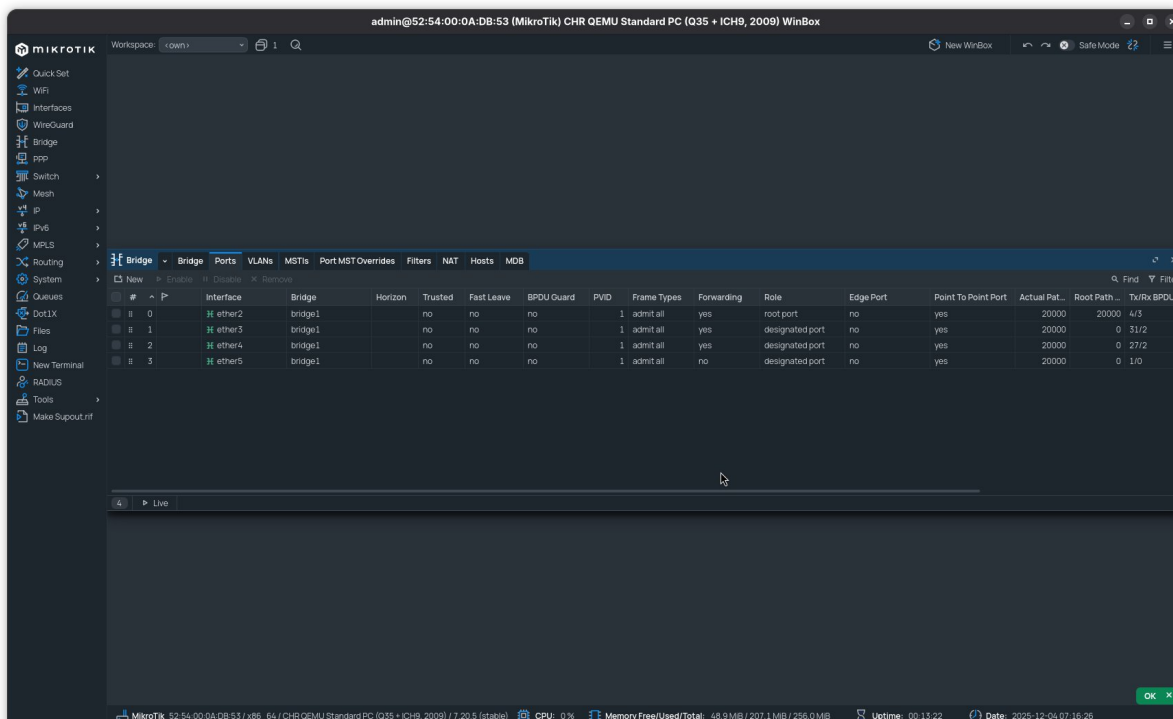 admin@52:54:00:0A:DB:53 (MikroTik) CHR QEMU Standard PC (Q35 + ICH9, 2009) WinBox
MIKROTIK Workspace: <own> 1 New WinBox Safe Mode
Quick Set
WiFi
Interfaces
WireGuard
Bridge
PPP
Switch
Mesh
IP
IPv6
MPLS
Routing
System
Queues
Dot1X
Files
Log
New Terminal
RADIUS
Tools
Make Supout.rif
Bridge Bridge Ports VLANs MSTIs Port MST Overrides Filters NAT Hosts MDB
New Enable Disable Remove Find Filte
# Interface Bridge Horizon Trusted Fast Leave BPDU Guard PVID Frame Types Forwarding Role Edge Port Point To Point Port Actual Pat... Root Path ... Tx/Rx BPDU
0 ether2 bridge1 no no no 1 admit all yes root port no yes 20000 20000 4/3
1 ether3 bridge1 no no no 1 admit all yes designated port no yes 20000 0 31/2
2 ether4 bridge1 no no no 1 admit all yes designated port no yes 20000 0 27/2
3 ether5 bridge1 no no no 1 admit all no designated port no yes 20000 0 1/0
4 Live
OK
MikroTik 52:54:00:0A:DB:53 / x86_64 / CHR QEMU Standard PC (Q35 + ICH9, 2009) / 7.20.5 (stable) CPU: 0% Memory Free/Used/Total: 48.9 MiB / 207.1 MiB / 256.0 MiB Uptime: 00:13:22 Date: 2025-12-04 07:16:26